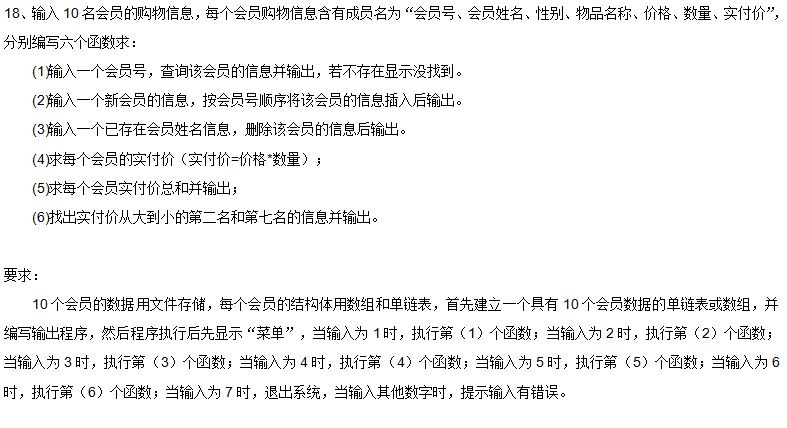 18、输入 10 名会员的购物信息，每个会员购物信息含有成员名为“会员号、会员姓名、性别、物品名称、价格、数量、实付价”，
分别编写六个函数求：
(1)输入一个会员号，查询该会员的信息并输出，若不存在显示没找到。
(2)输入一个新会员的信息，按会员号顺序将该会员的信息插入后输出。
(3)输入一个已存在会员姓名信息，删除该会员的信息后输出。
(4)求每个会员的实付价（实付价=价格*数量）；
(5)求每个会员实付价总和并输出；
(6)找出实付价从大到小的第二名和第七名的信息并输出。
要求：
10 个会员的数据用文件存储，每个会员的结构体用数组和单链表，首先建立一个具有 10 个会员数据的单链表或数组，并
编写输出程序，然后程序执行后先显示“菜单”，当输入为 1 时，执行第（1）个函数；当输入为 2 时，执行第（2）个函数；
当输入为 3 时，执行第（3）个函数；当输入为 4 时，执行第（4）个函数；当输入为 5 时，执行第（5）个函数；当输入为 6
时，执行第（6）个函数；当输入为 7 时，退出系统，当输入其他数字时，提示输入有错误。